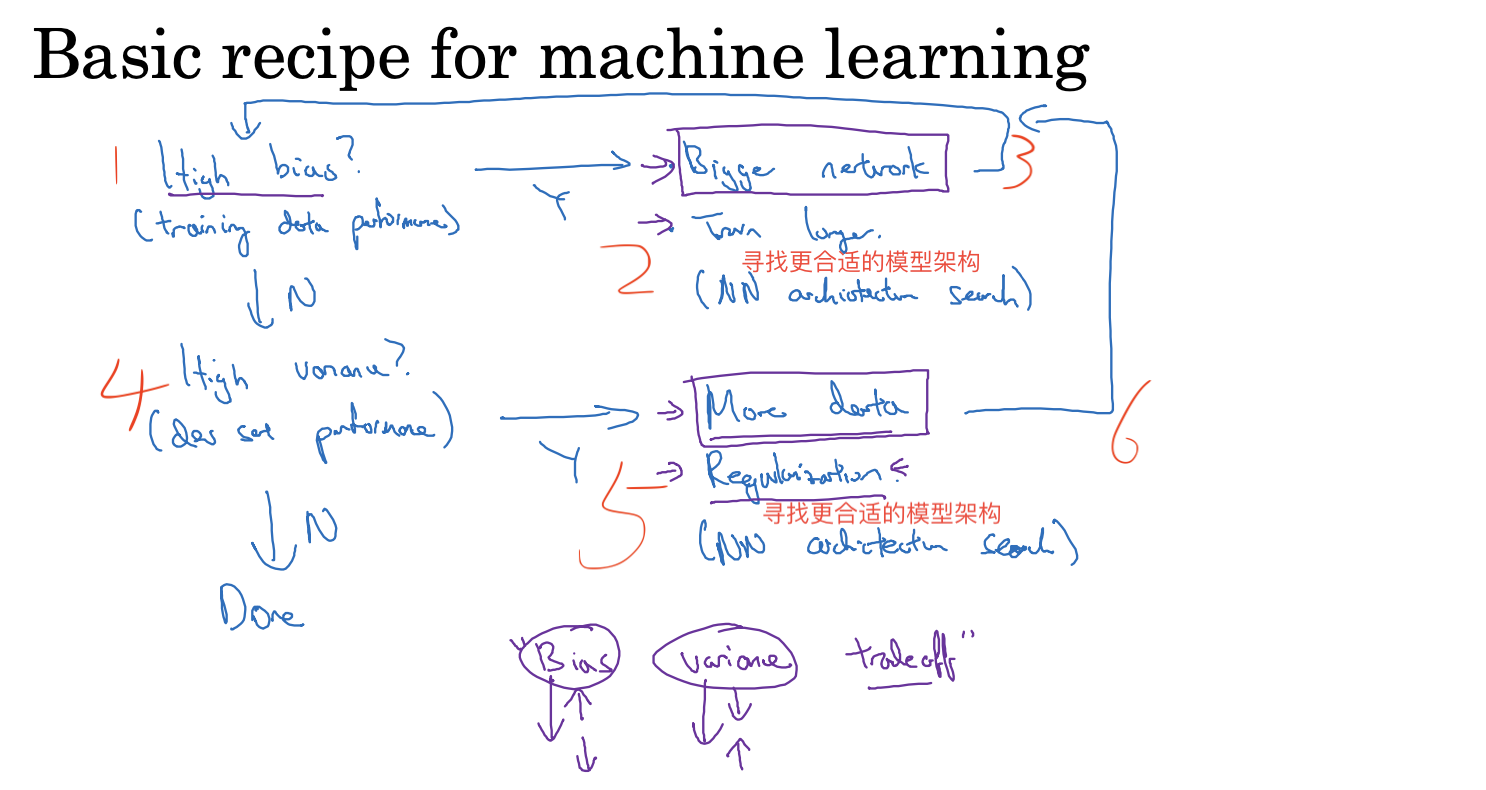 Basic recipe for machine learning
1 High bias? Y Bigger network 3
(training data performance) Train longer.
2 寻找更合适的模型架构
N (NN architecture search)
4 High variance? More data 6
(dev set performance) Y
5 Regularization
寻找更合适的模型架构
N (NN architecture search)
Done
"Bias variance tradeoff"